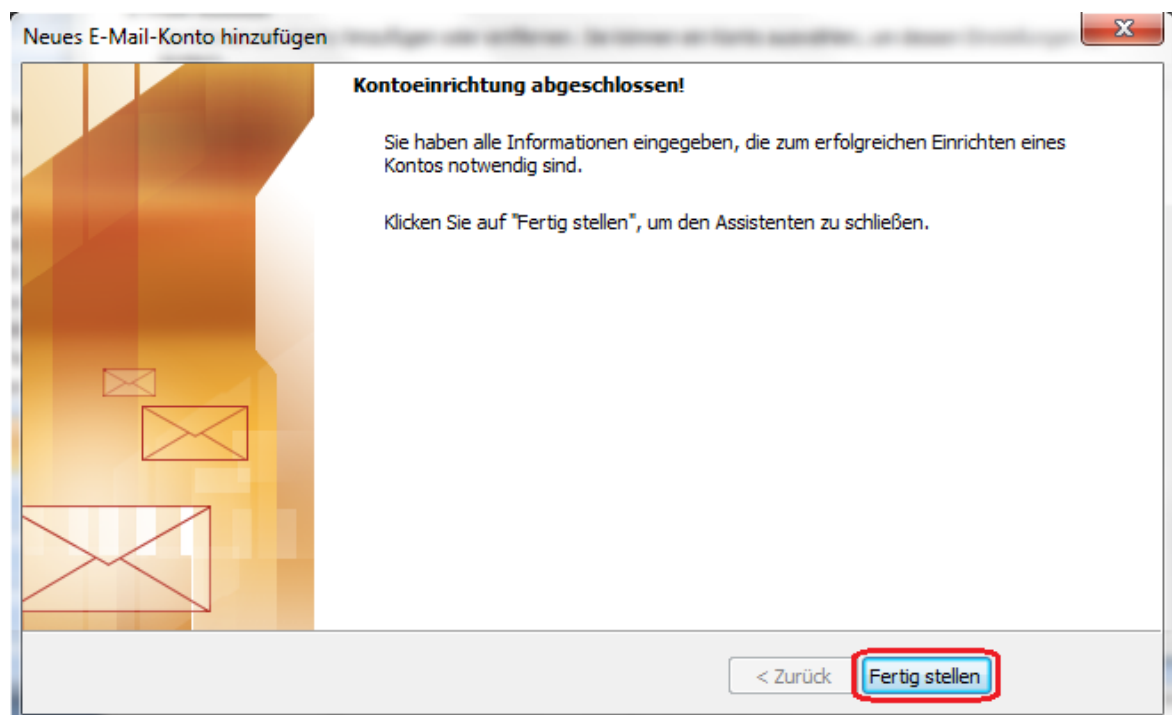 Neues E-Mail-Konto hinzufügen
Kontoeinrichtung abgeschlossen!
Sie haben alle Informationen eingegeben, die zum erfolgreichen Einrichten eines
Kontos notwendig sind.
Klicken Sie auf "Fertig stellen", um den Assistenten zu schließen.
< Zurück
Fertig stellen